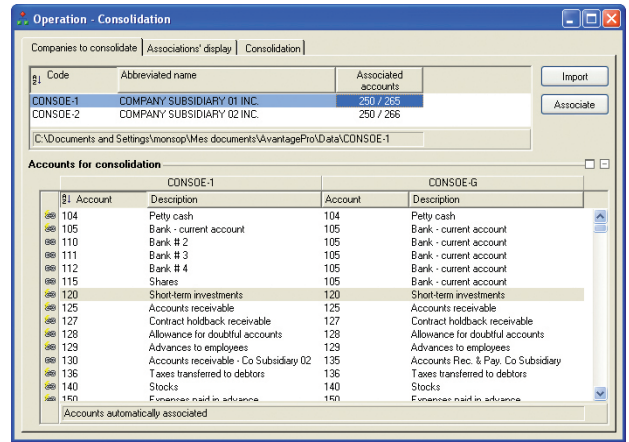 Operation - Consolidation
Companies to consolidate Associations' display Consolidation
Code Abbreviated name Associated accounts
CONSOE-1 COMPANY SUBSIDIARY 01 INC. 250 / 265
CONSOE-2 COMPANY SUBSIDIARY 02 INC. 250 / 266
Import
Associate
C:\Documents and Settings\monsop\Mes documents\AvantagePro\Data\CONSOE-1
Accounts for consolidation
CONSOE-1 CONSOE-G
Account Description Account Description
104 Petty cash 104 Petty cash
105 Bank - current account 105 Bank - current account
110 Bank # 2 105 Bank - current account
111 Bank # 3 105 Bank - current account
112 Bank # 4 105 Bank - current account
115 Shares 105 Bank - current account
120 Short-term investments 120 Short-term investments
125 Accounts receivable 125 Accounts receivable
127 Contract holdback receivable 127 Contract holdback receivable
128 Allowance for doubtful accounts 128 Allowance for doubtful accounts
129 Advances to employees 129 Advances to employees
130 Accounts receivable - Co Subsidiary 02 135 Accounts Rec. & Pay. Co Subsidiary
136 Taxes transferred to debtors 136 Taxes transferred to debtors
140 Stocks 140 Stocks
150 Expenses paid in advance 150 Expenses paid in advance
Accounts automatically associated